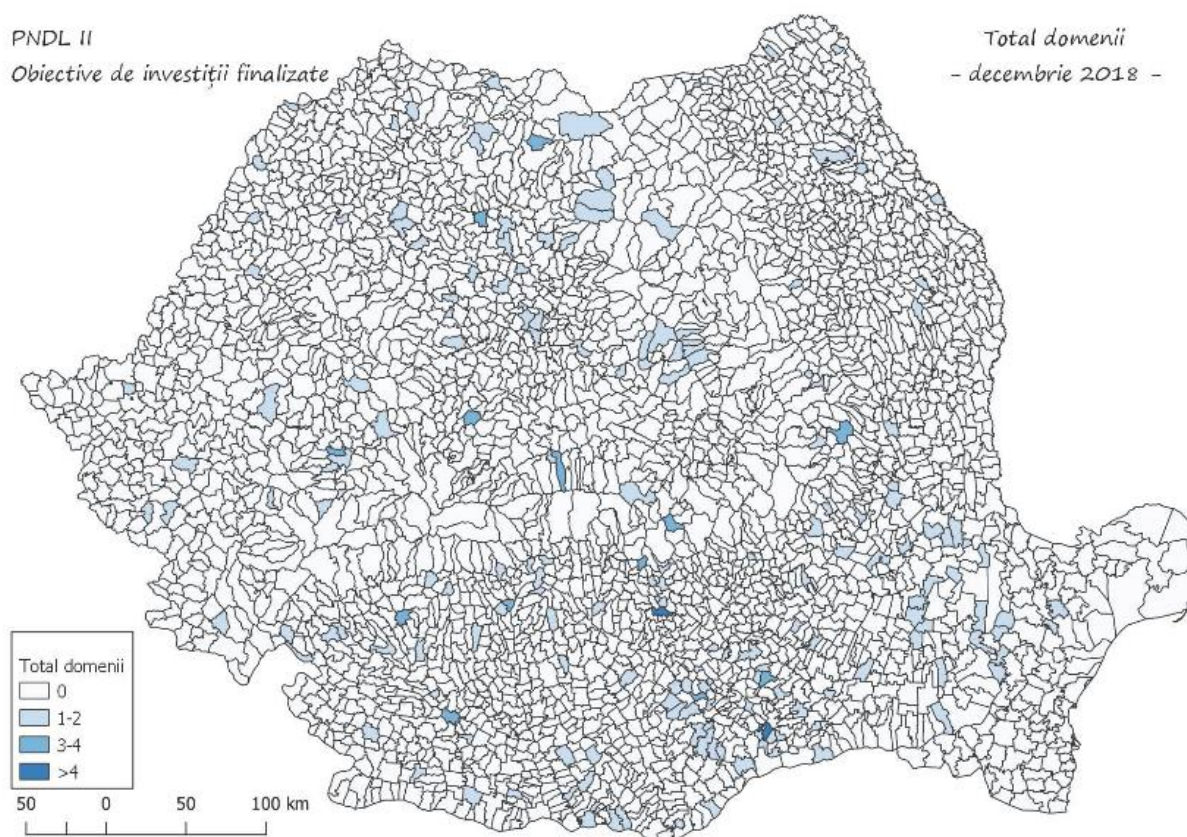 PNDL II
Obiective de investiții finalizate
Total domenii
- decembrie 2018 -
Total domenii
0
1-2
3-4
>4
50 0 50 100 km